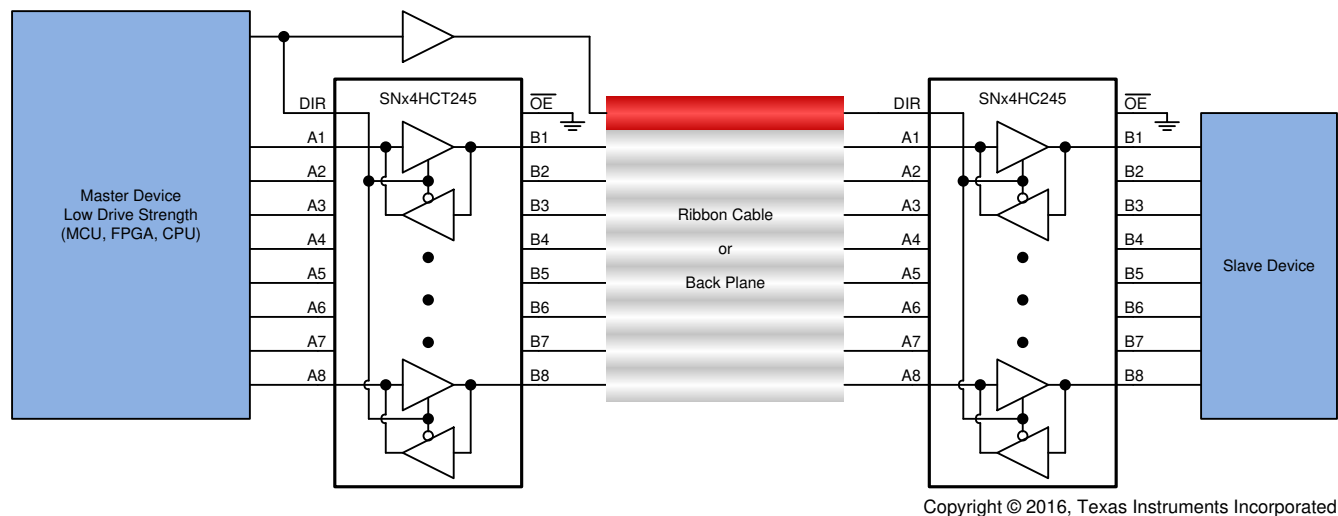 SNx4HCT245
DIR
OE
A1
A2
A3
A4
A5
A6
A7
A8
B1
B2
B3
B4
B5
B6
B7
B8
Master Device
Low Drive Strength
(MCU, FPGA, CPU)
Ribbon Cable
or
Back Plane
SNx4HC245
DIR
OE
A1
A2
A3
A4
A5
A6
A7
A8
B1
B2
B3
B4
B5
B6
B7
B8
Slave Device
Copyright © 2016, Texas Instruments Incorporated